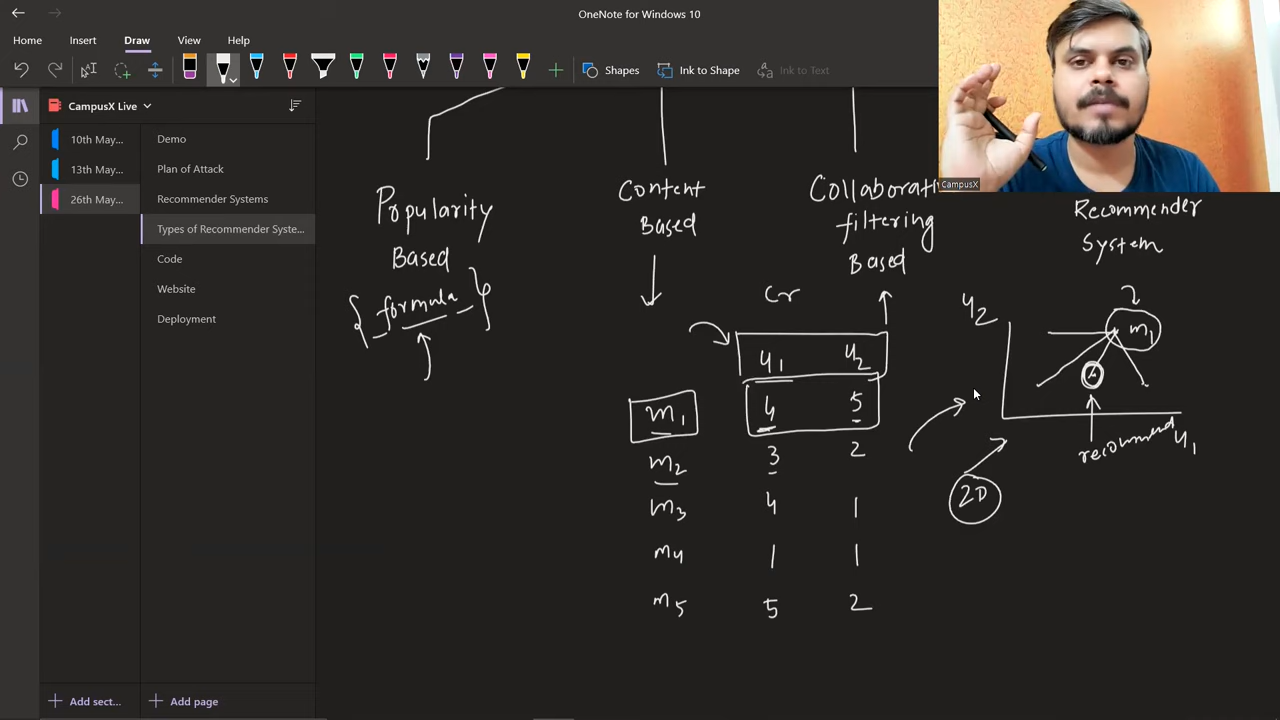 OneNote for Windows 10
Home Insert Draw View Help
Shapes Ink to Shape Ink to Text
CampusX Live
10th May...
13th May...
26th May...
Demo
Plan of Attack
Recommender Systems
Types of Recommender Syste...
Code
Website
Deployment
Add sect...
Add page
CampusX
Popularity
Based
{ formula }
Content
Based
Collaborati
filtering
Based
Recommender
System
Cr
u1 u2
m1 4 5
m2 3 2
m3 4 1
m4 1 1
m5 5 2
u2
m1
recommend
u1
2D